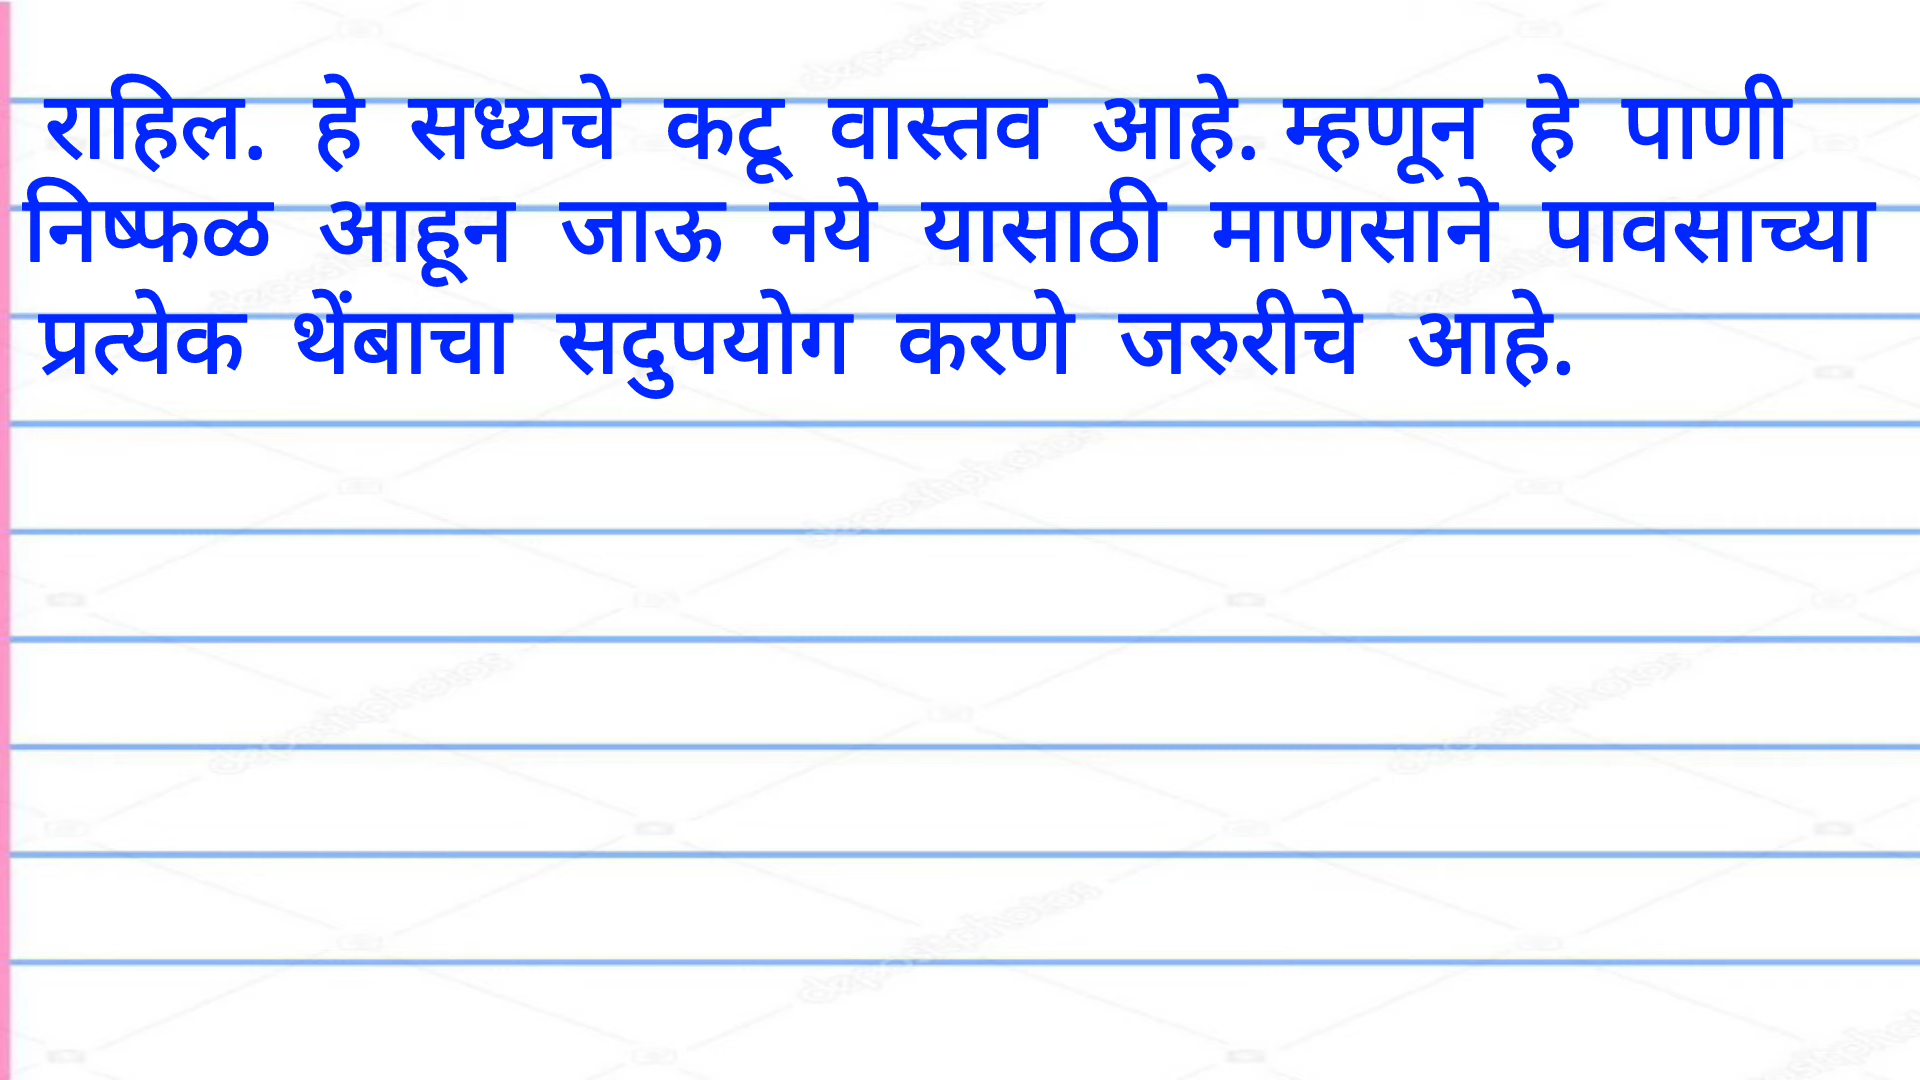 राहिल. हे सध्यचे कटू वास्तव आहे. म्हणून हे पाणी
निष्फळ आहून जाऊ नये यासाठी माणसाने पावसाच्या
प्रत्येक थेंबाचा सदुपयोग करणे जरुरीचे आहे.